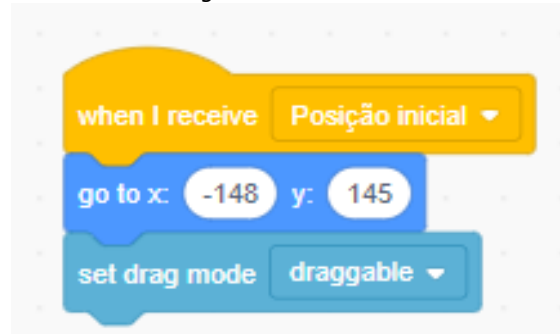 when I receive Posição inicial
go to x: -148 y: 145
set drag mode draggable